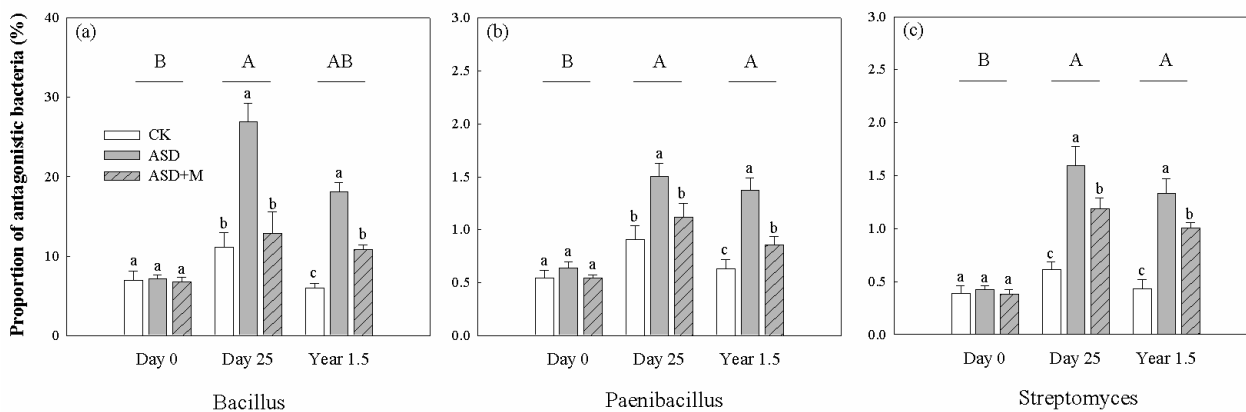 Proportion of antagonistic bacteria (%)
40
30
20
10
0
(a)
B A AB
CK
ASD
ASD+M
a a a b a b c a b
Day 0 Day 25 Year 1.5
Bacillus
3.0
2.5
2.0
1.5
1.0
0.5
0.0
(b)
B A A
a a a b a b c a b
Day 0 Day 25 Year 1.5
Paenibacillus
3.0
2.5
2.0
1.5
1.0
0.5
0.0
(c)
B A A
a a a c a b c a b
Day 0 Day 25 Year 1.5
Streptomyces